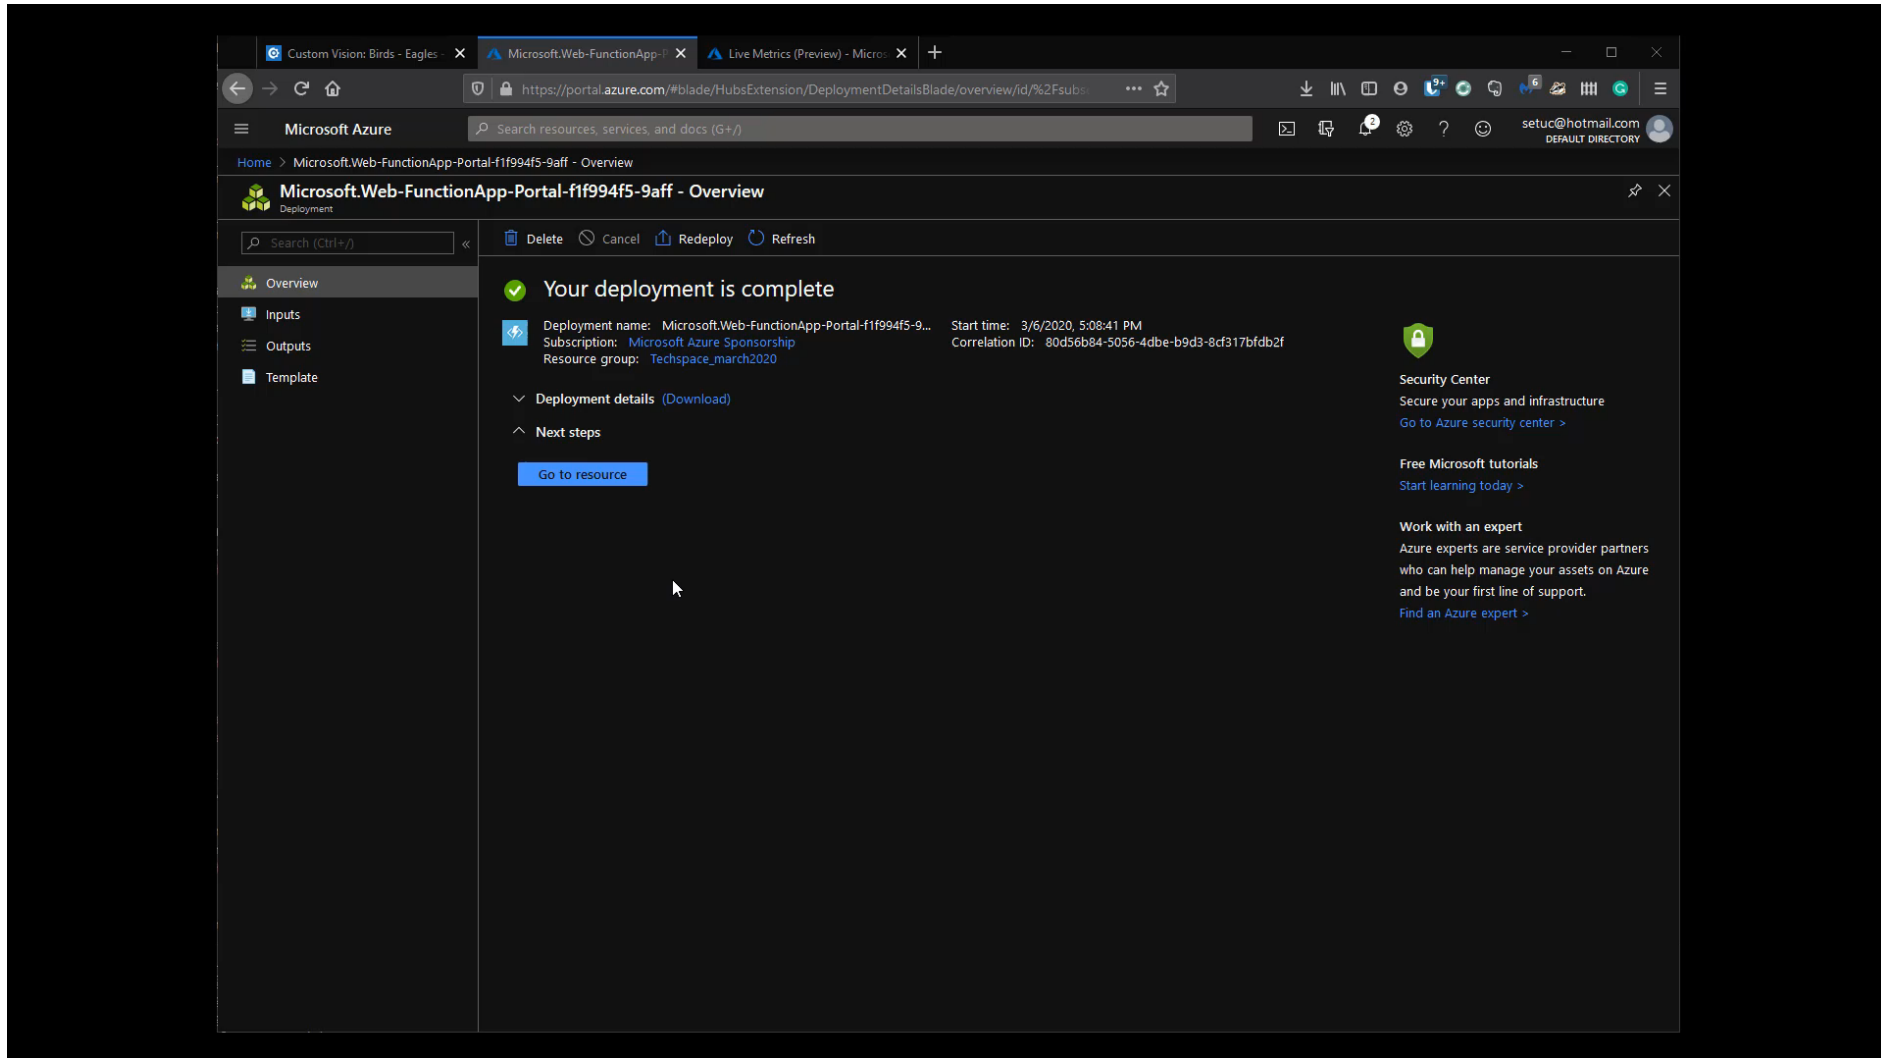 Custom Vision: Birds - Eagles -
Microsoft.Web-FunctionApp-P
Live Metrics (Preview) - Micros
https://portal.azure.com/#blade/HubsExtension/DeploymentDetailsBlade/overview/id/%2Fsubs
9+
6
Microsoft Azure
Search resources, services, and docs (G+/)
2
setuc@hotmail.com
DEFAULT DIRECTORY
Home > Microsoft.Web-FunctionApp-Portal-f1f994f5-9aff - Overview
Microsoft.Web-FunctionApp-Portal-f1f994f5-9aff - Overview
Deployment
Search (Ctrl+/)
Delete
Cancel
Redeploy
Refresh
Overview
Inputs
Outputs
Template
Your deployment is complete
Deployment name: Microsoft.Web-FunctionApp-Portal-f1f994f5-9...
Subscription: Microsoft Azure Sponsorship
Resource group: Techspace_march2020
Start time: 3/6/2020, 5:08:41 PM
Correlation ID: 80d56b84-5056-4dbe-b9d3-8cf317bfdb2f
Deployment details (Download)
Next steps
Go to resource
Security Center
Secure your apps and infrastructure
Go to Azure security center >
Free Microsoft tutorials
Start learning today >
Work with an expert
Azure experts are service provider partners
who can help manage your assets on Azure
and be your first line of support.
Find an Azure expert >